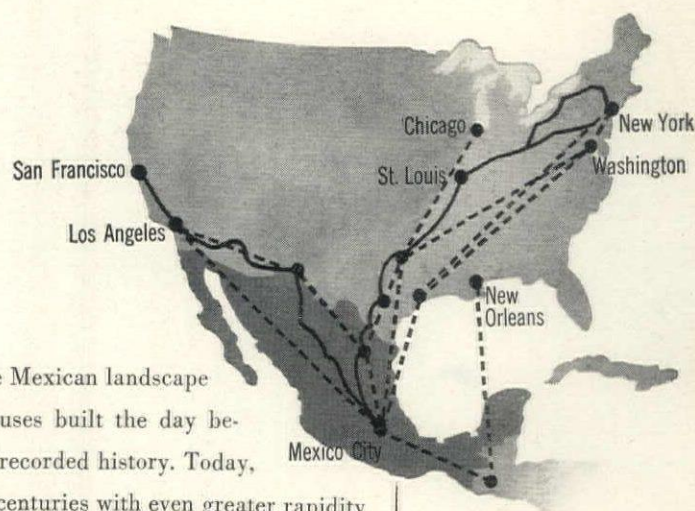 Chicago
New York
San Francisco
St. Louis
Washington
Los Angeles
New
Orleans
Mexico City
Mexican landscape
uses built the day be-
recorded history. Today,
centuries with even greater rapidity